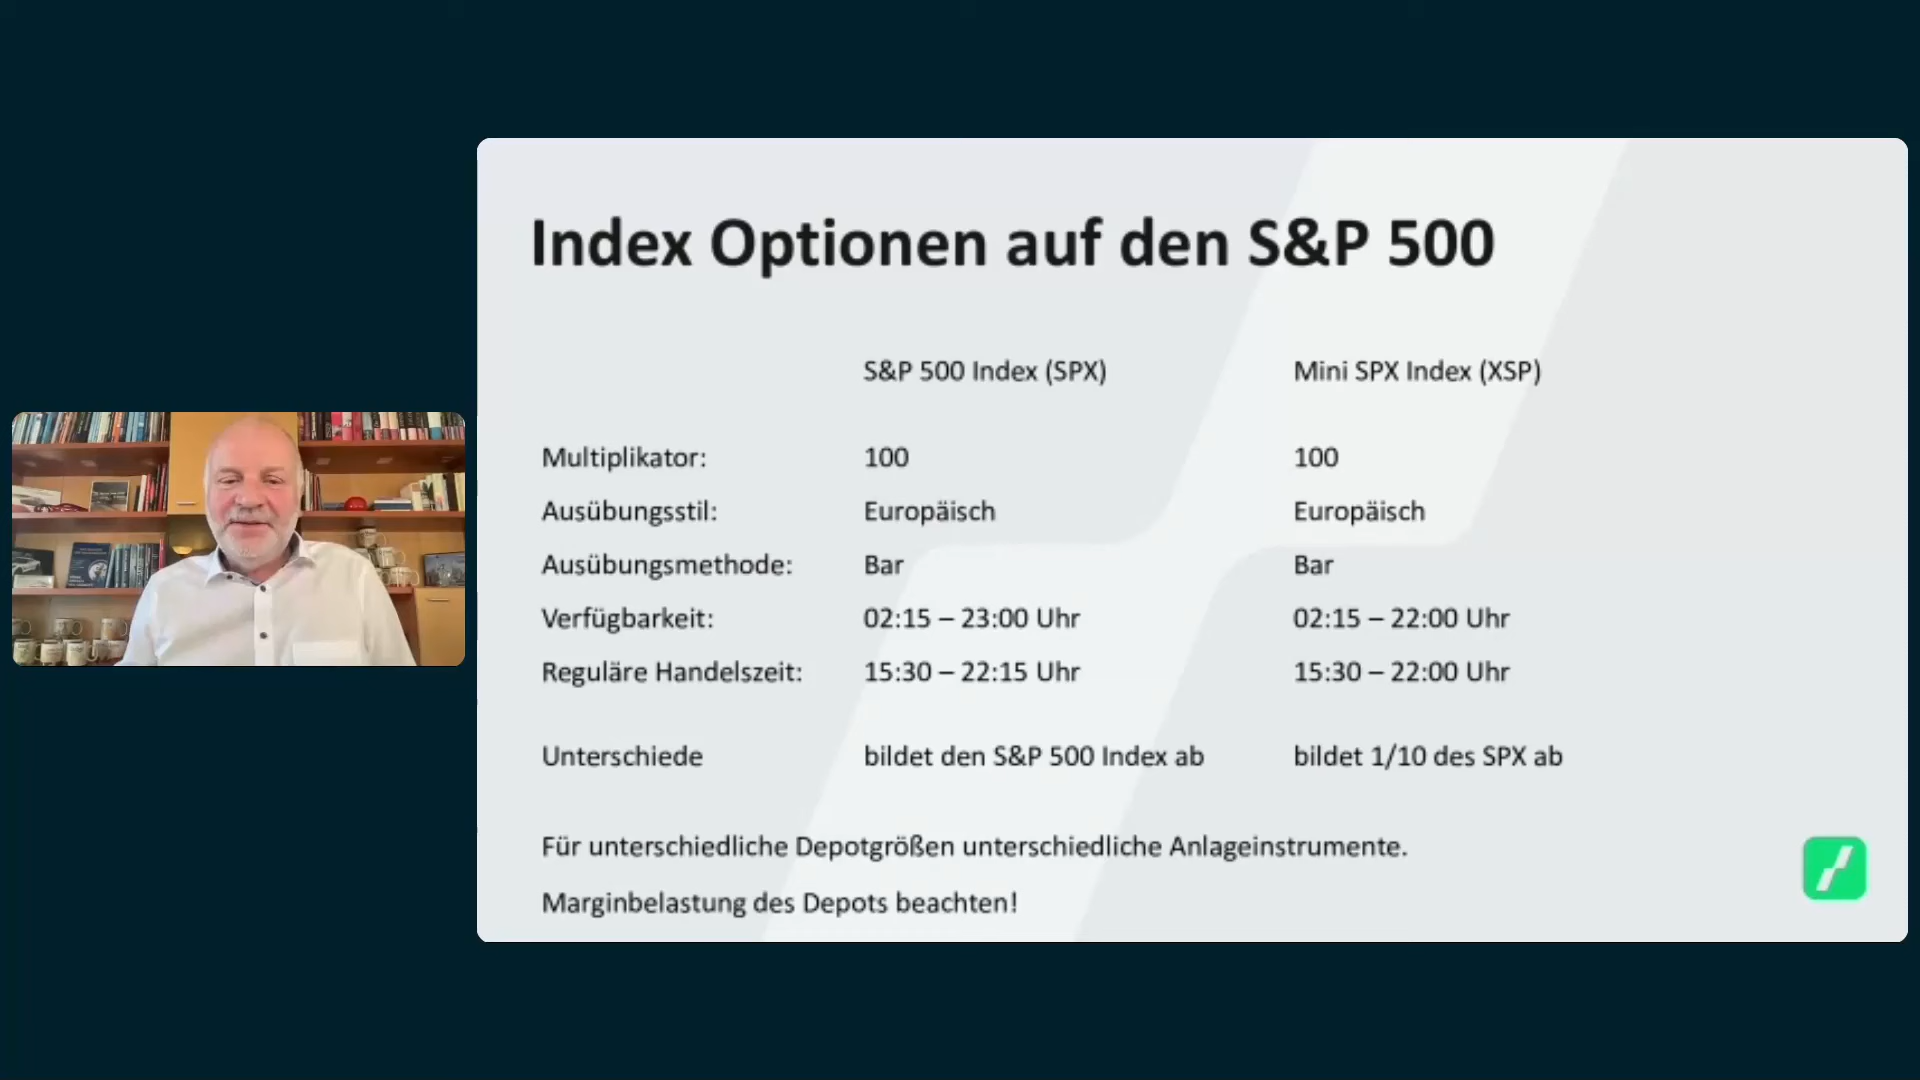 Index Optionen auf den S&P 500
S&P 500 Index (SPX) Mini SPX Index (XSP)
Multiplikator: 100 100
Ausübungsstil: Europäisch Europäisch
Ausübungsmethode: Bar Bar
Verfügbarkeit: 02:15 – 23:00 Uhr 02:15 – 22:00 Uhr
Reguläre Handelszeit: 15:30 – 22:15 Uhr 15:30 – 22:00 Uhr
Unterschiede bildet den S&P 500 Index ab bildet 1/10 des SPX ab
Für unterschiedliche Depotgrößen unterschiedliche Anlageinstrumente.
Marginbelastung des Depots beachten!